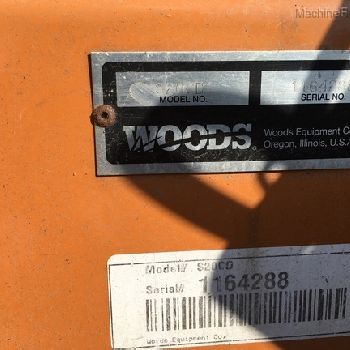 MachineFi
MODEL NO.
SERIAL NO
WOODS.
Woods Equipment C
Oregon, Illinois, U.S.
Model# S20CD
Serial# 1164288
Woods Equipment Co